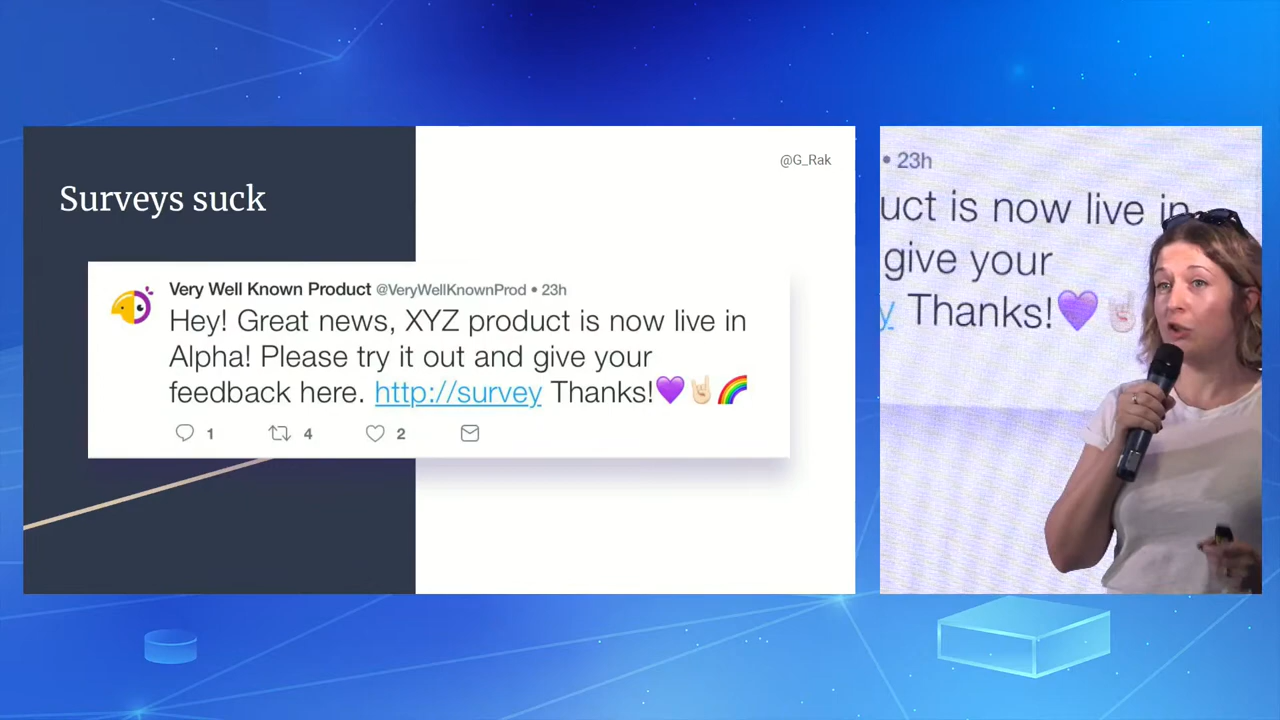 @G_Rak
Surveys suck
Very Well Known Product @VeryWellKnownProd • 23h
Hey! Great news, XYZ product is now live in
Alpha! Please try it out and give your
feedback here. http://survey Thanks!💜🤘🏻🌈
1 4 2
• 23h
uct is now live in
give your
y Thanks!💜🤘🏻